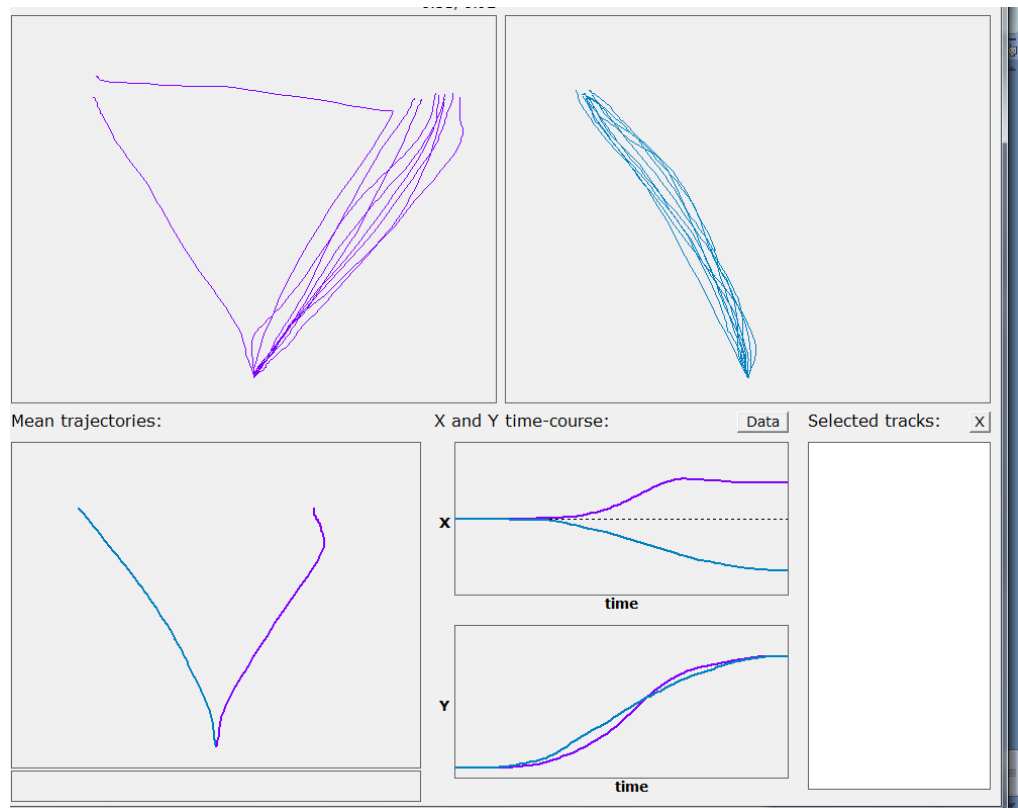 Mean trajectories:
X and Y time-course:
Data
Selected tracks:
X
X
time
Y
time